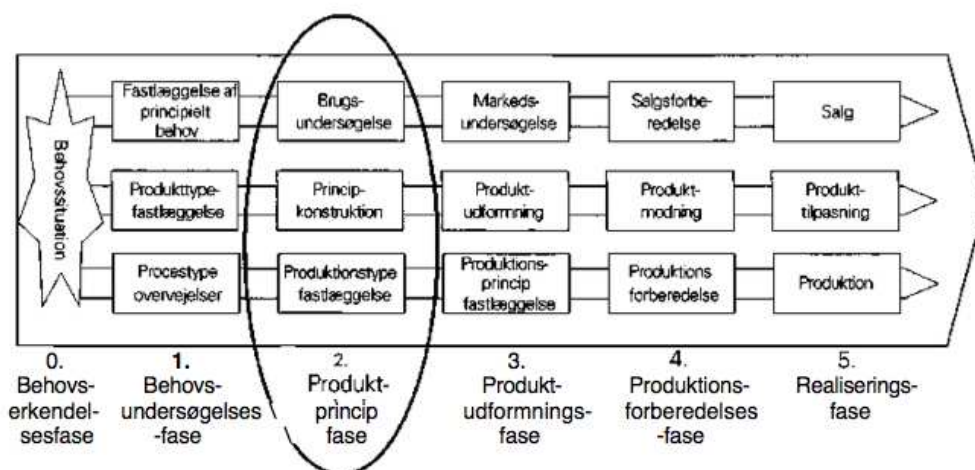 Behovssituation
Fastlæggelse af
principielt
behov
Brugs-
undersøgelse
Markeds-
undersøgelse
Salgsforbe-
redelse
Salg
Produkttype-
fastlæggelse
Princip-
konstruktion
Produkt-
udformning
Produkt-
modning
Produkt-
tilpasning
Procestype
overvejelser
Produktionstype
fastlæggelse
Produktions-
princip
fastlæggelse
Produktions
forberedelse
Produktion
0.
Behovs-
erkendel-
sesfase
1.
Behovs-
undersøgelses
-fase
2.
Produkt-
princip
fase
3.
Produkt-
udformnings-
fase
4.
Produktions-
forberedelses
-fase
5.
Realiserings-
fase